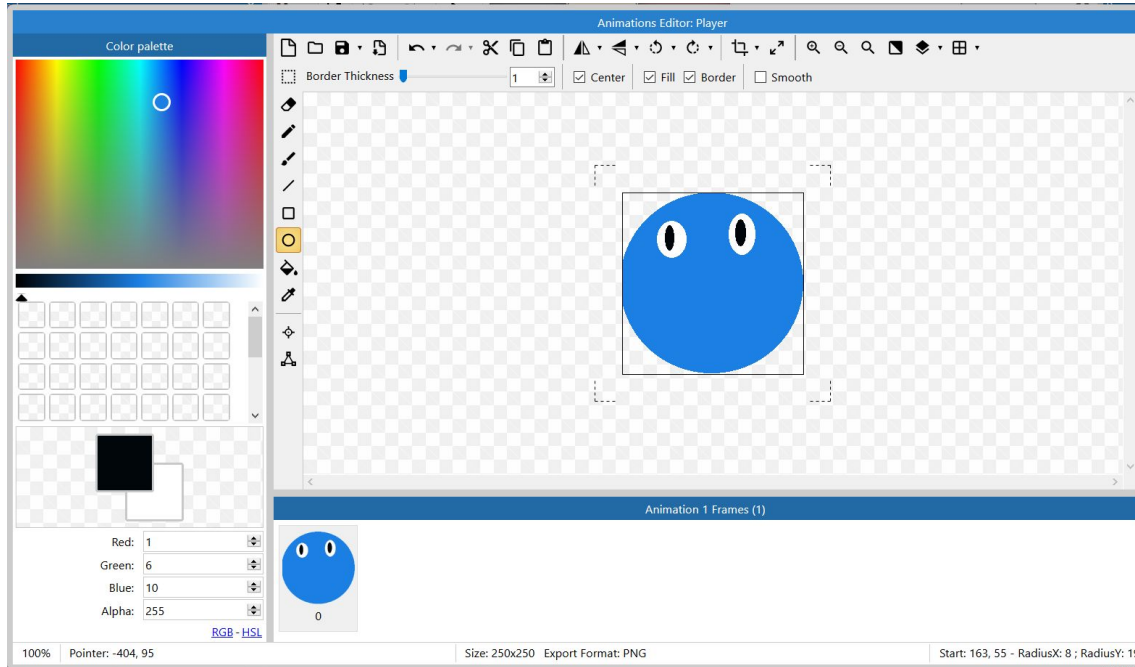 Animations Editor: Player
Color palette
Border Thickness 1 Center Fill Border Smooth
Animation 1 Frames (1)
0
Red: 1
Green: 6
Blue: 10
Alpha: 255
RGB - HSL
100% Pointer: -404, 95 Size: 250x250 Export Format: PNG Start: 163, 55 - RadiusX: 8 ; RadiusY: